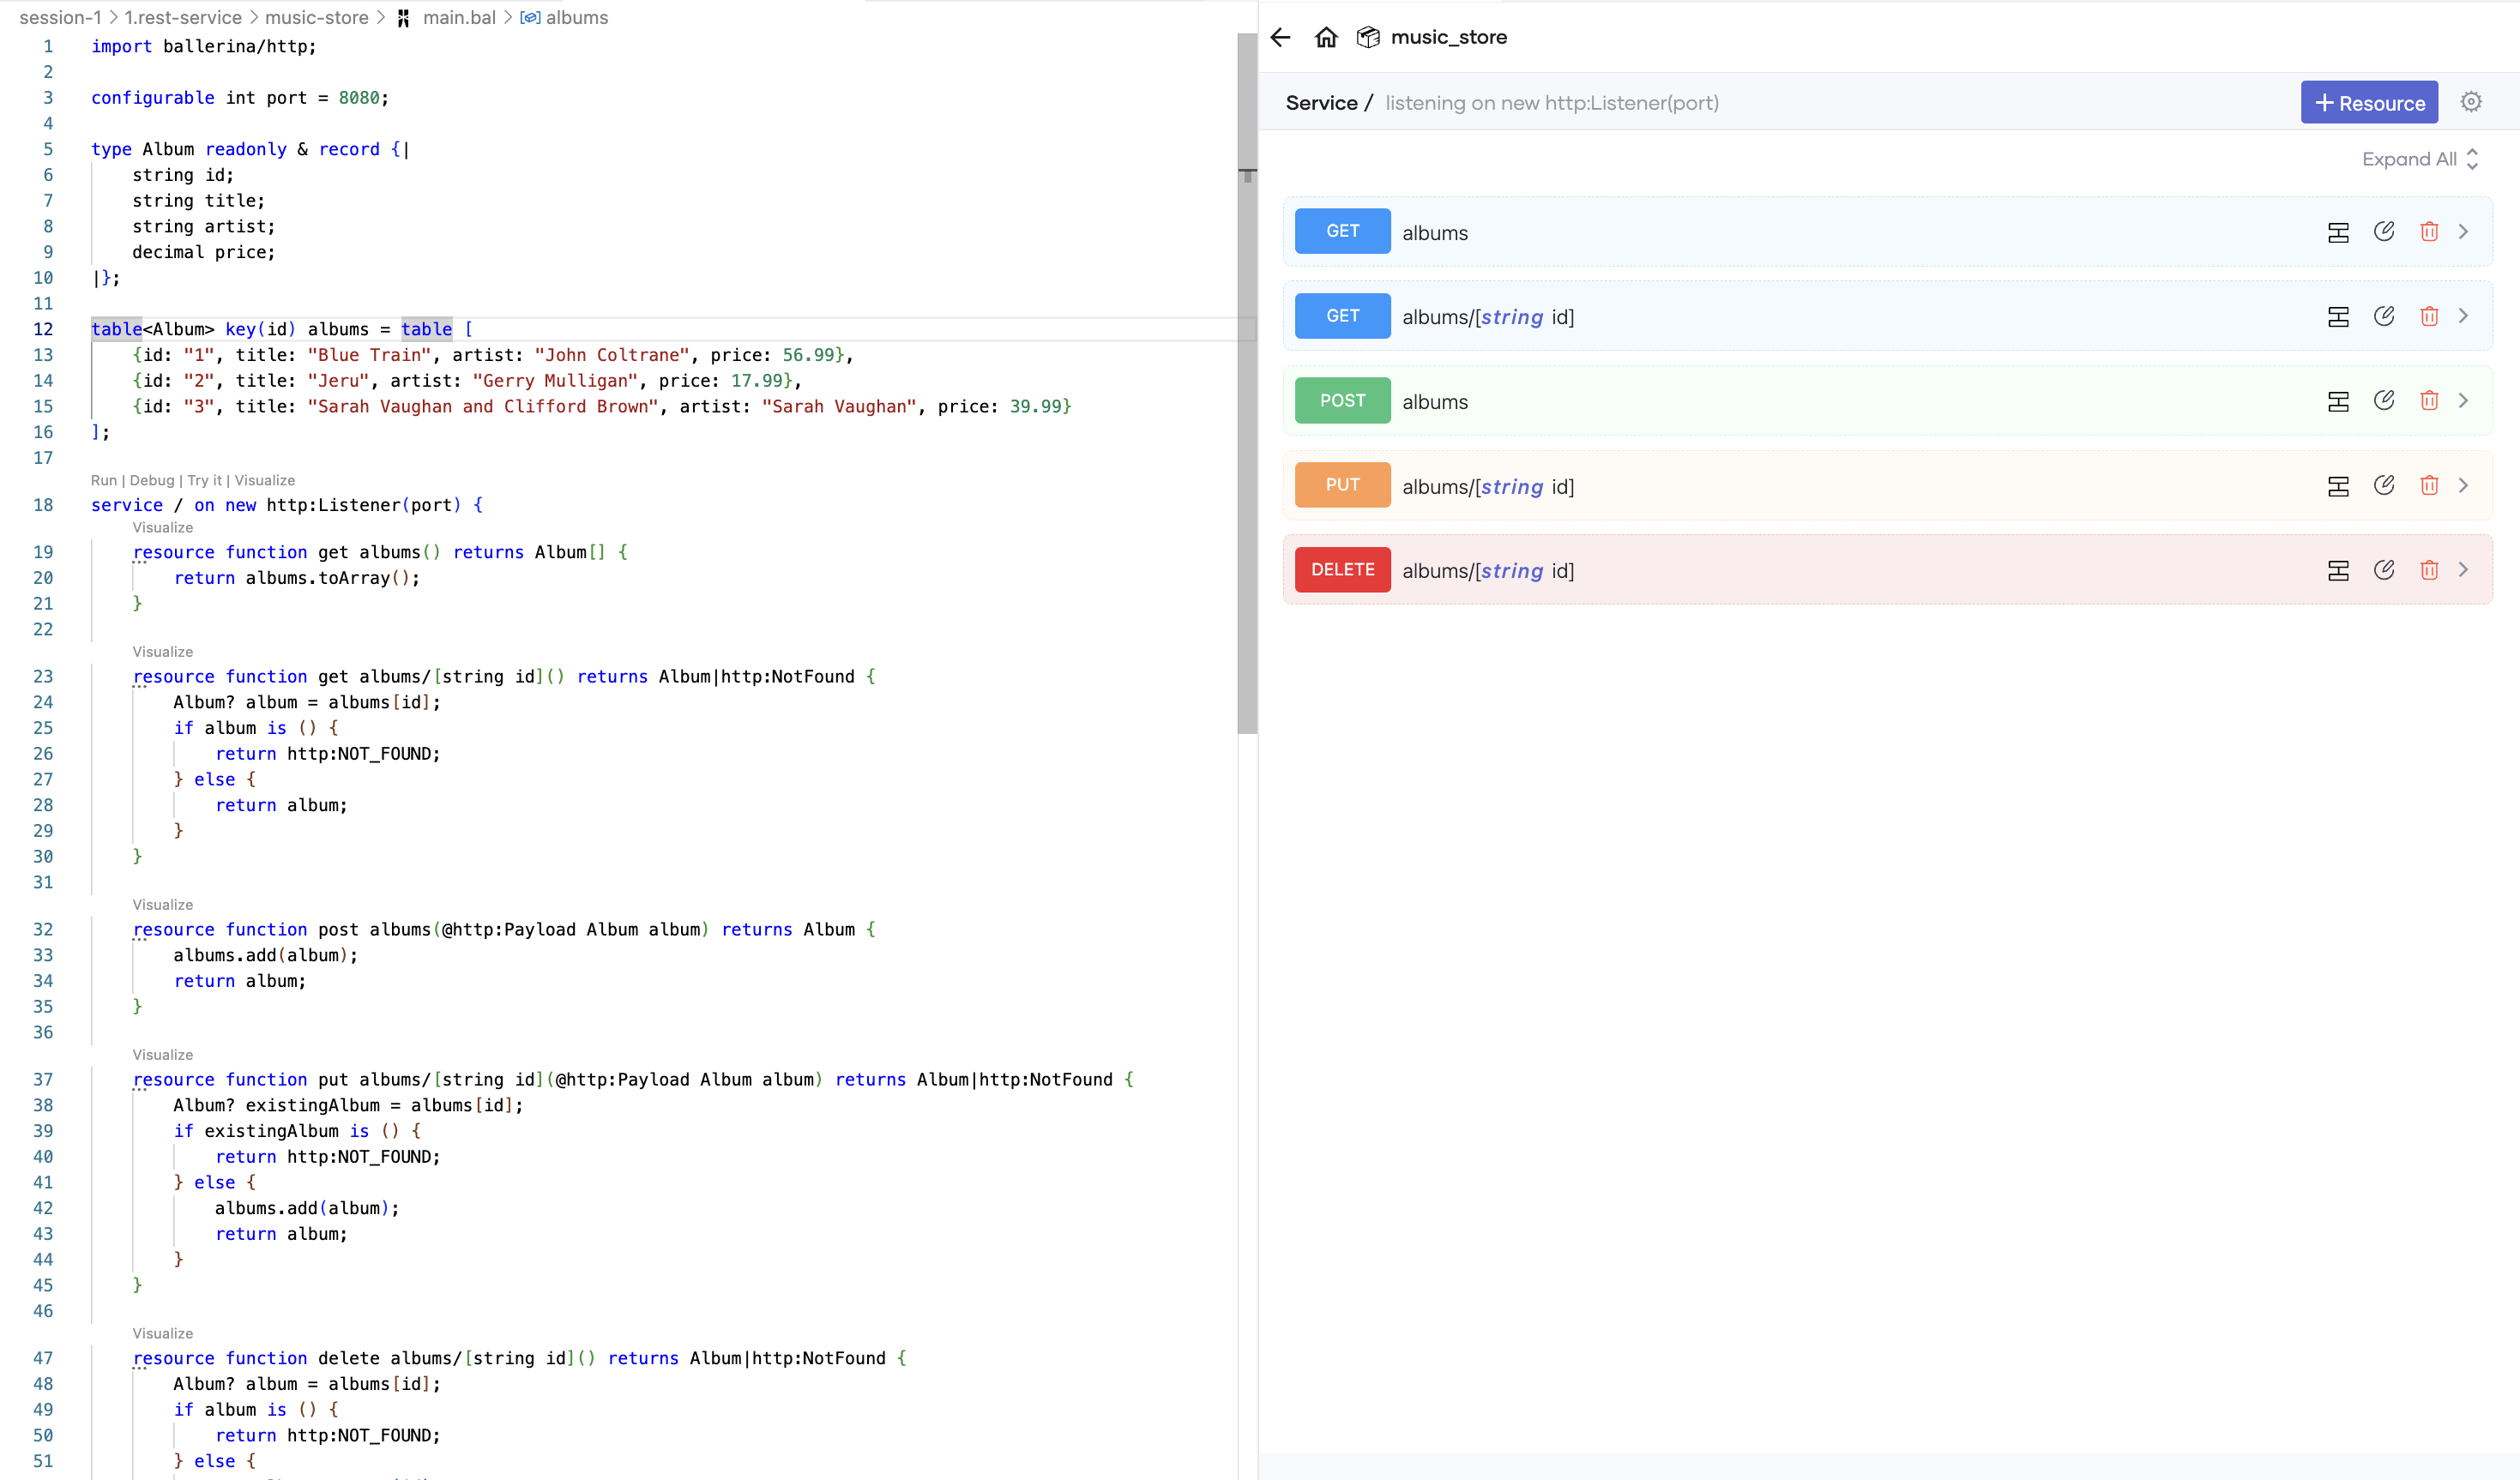 session-1 > 1.rest-service > music-store > main.bal > albums
1 import ballerina/http;
2
3 configurable int port = 8080;
4
5 type Album readonly & record {|
6 string id;
7 string title;
8 string artist;
9 decimal price;
10 |};
11
12 table<Album> key(id) albums = table [
13 {id: "1", title: "Blue Train", artist: "John Coltrane", price: 56.99},
14 {id: "2", title: "Jeru", artist: "Gerry Mulligan", price: 17.99},
15 {id: "3", title: "Sarah Vaughan and Clifford Brown", artist: "Sarah Vaughan", price: 39.99}
16 ];
17
Run | Debug | Try it | Visualize
18 service / on new http:Listener(port) {
Visualize
19 resource function get albums() returns Album[] {
20 return albums.toArray();
21 }
22
Visualize
23 resource function get albums/[string id]() returns Album|http:NotFound {
24 Album? album = albums[id];
25 if album is () {
26 return http:NOT_FOUND;
27 } else {
28 return album;
29 }
30 }
31
Visualize
32 resource function post albums(@http:Payload Album album) returns Album {
33 albums.add(album);
34 return album;
35 }
36
Visualize
37 resource function put albums/[string id](@http:Payload Album album) returns Album|http:NotFound {
38 Album? existingAlbum = albums[id];
39 if existingAlbum is () {
40 return http:NOT_FOUND;
41 } else {
42 albums.add(album);
43 return album;
44 }
45 }
46
Visualize
47 resource function delete albums/[string id]() returns Album|http:NotFound {
48 Album? album = albums[id];
49 if album is () {
50 return http:NOT_FOUND;
51 } else {
music_store
Service / listening on new http:Listener(port)
+ Resource
Expand All
GET albums
GET albums/[string id]
POST albums
PUT albums/[string id]
DELETE albums/[string id]